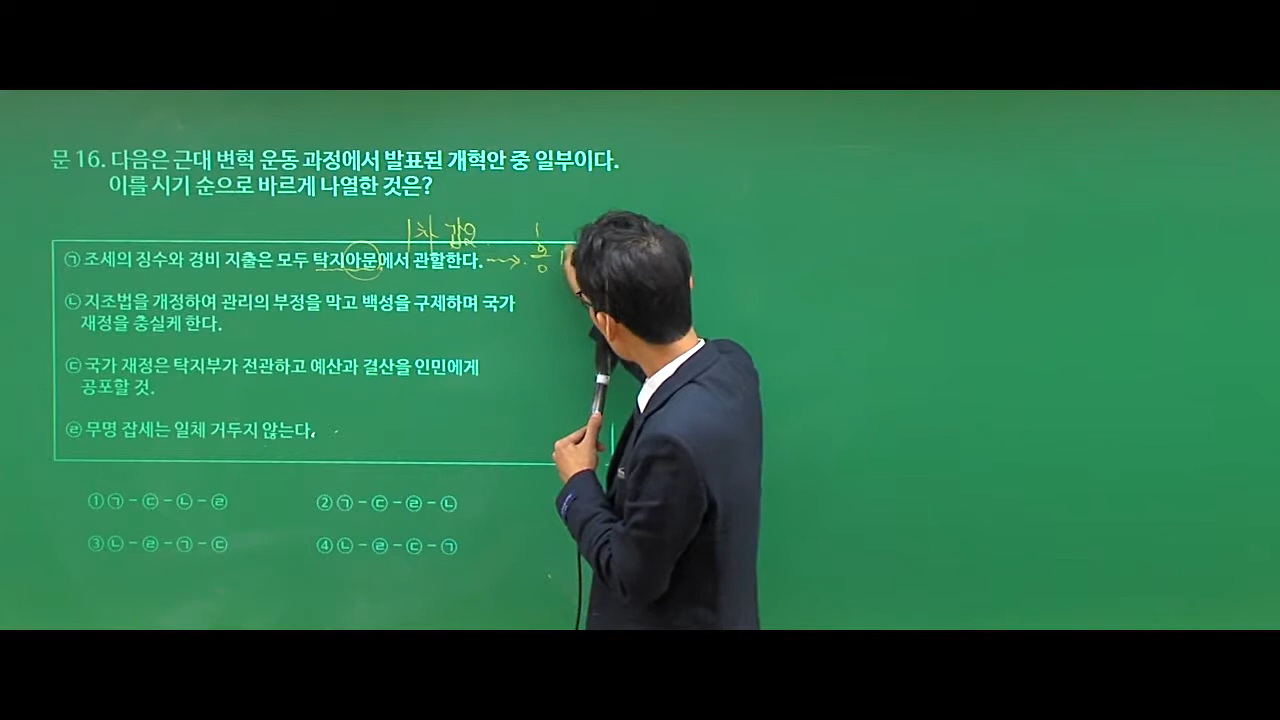 문 16. 다음은 근대 변혁 운동 과정에서 발표된 개혁안 중 일부이다.
이를 시기 순으로 바르게 나열한 것은?
1차 갑오
㉠ 조세의 징수와 경비 지출은 모두 탁지아문에서 관할한다.
㉡ 지조법을 개정하여 관리의 부정을 막고 백성을 구제하며 국가
재정을 충실케 한다.
㉢ 국가 재정은 탁지부가 전관하고 예산과 결산을 인민에게
공포할 것.
㉣ 무명 잡세는 일체 거두지 않는다.
① ㉠-㉢-㉡-㉣
② ㉠-㉢-㉣-㉡
③ ㉡-㉣-㉠-㉢
④ ㉡-㉣-㉢-㉠